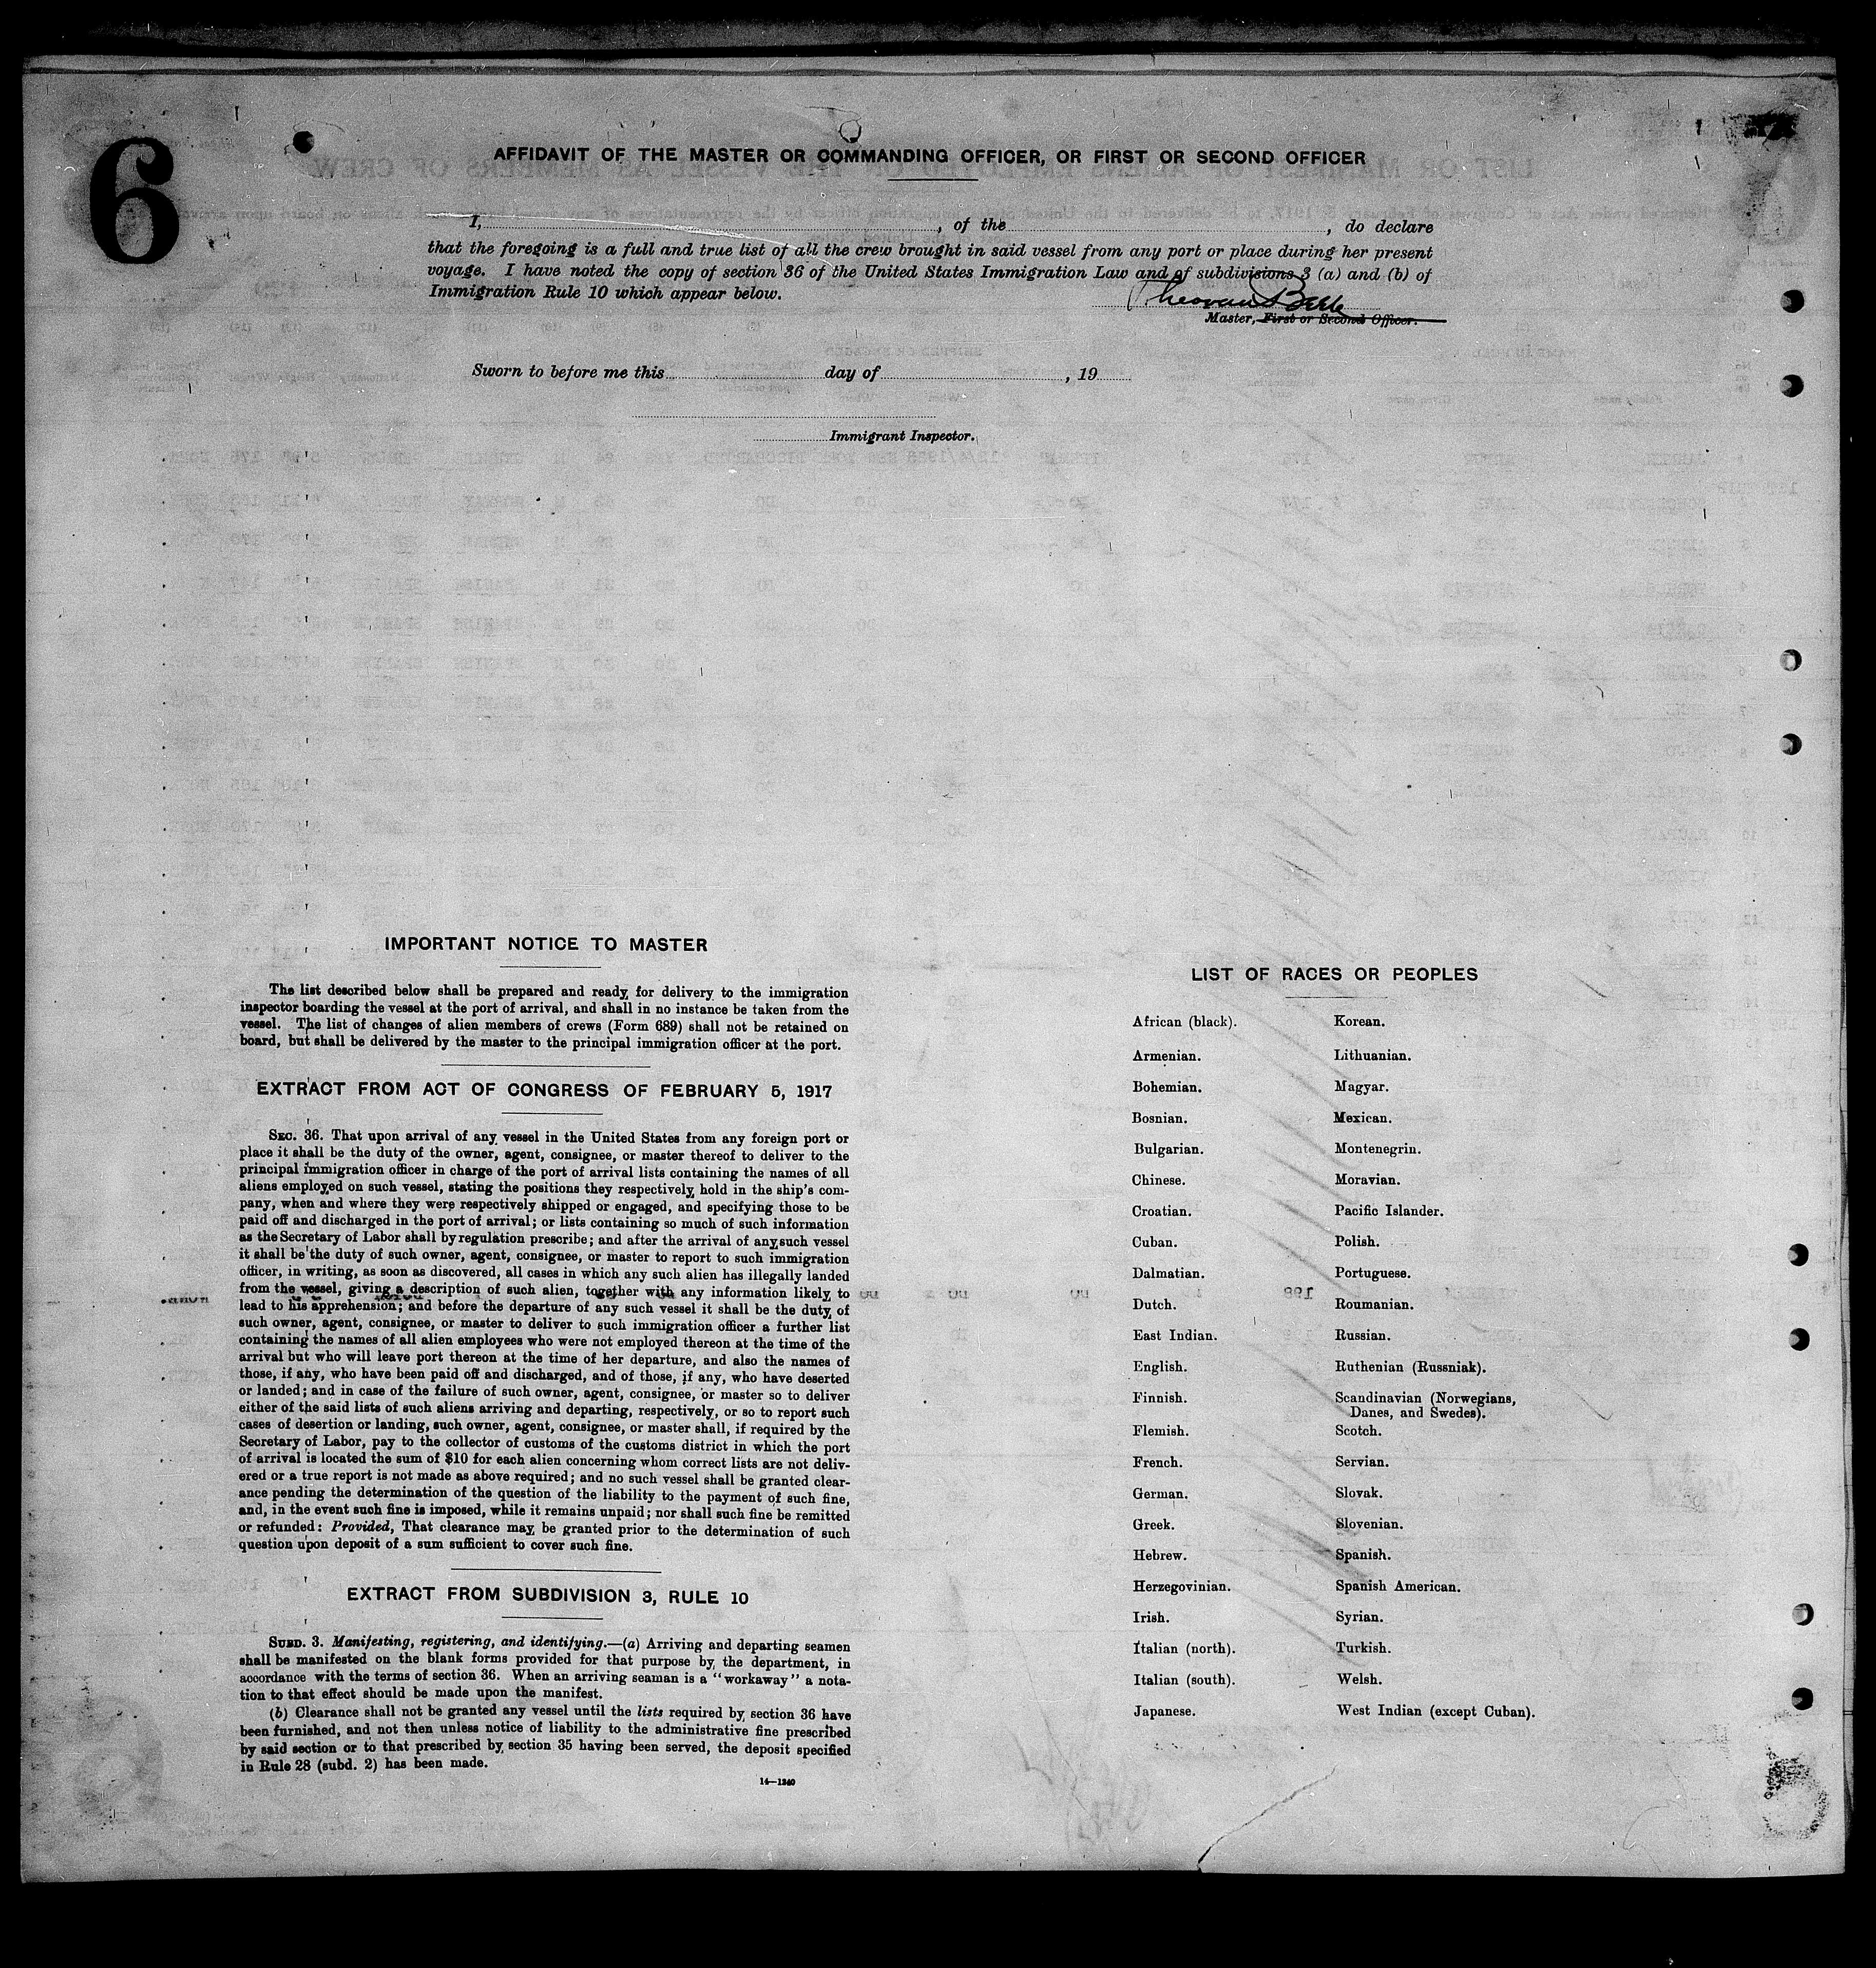 6
AFFIDAVIT OF THE MASTER OR COMMANDING OFFICER, OR FIRST OR SECOND OFFICER
I, , of the , do declare
that the foregoing is a full and true list of all the crew brought in said vessel from any port or place during her present
voyage. I have noted the copy of section 36 of the United States Immigration Law and of subdivisions 3 (a) and (b) of
Immigration Rule 10 which appear below.
Master, First or Second Officer.
Sworn to before me this day of , 19
Immigrant Inspector.
IMPORTANT NOTICE TO MASTER
The list described below shall be prepared and ready for delivery to the immigration
inspector boarding the vessel at the port of arrival, and shall in no instance be taken from the
vessel. The list of changes of alien members of crews (Form 689) shall not be retained on
board, but shall be delivered by the master to the principal immigration officer at the port.
EXTRACT FROM ACT OF CONGRESS OF FEBRUARY 5, 1917
SEC. 36. That upon arrival of any vessel in the United States from any foreign port or
place it shall be the duty of the owner, agent, consignee, or master thereof to deliver to the
principal immigration officer in charge of the port of arrival lists containing the names of all
aliens employed on such vessel, stating the positions they respectively hold in the ship's com-
pany, when and where they were respectively shipped or engaged, and specifying those to be
paid off and discharged in the port of arrival; or lists containing so much of such information
as the Secretary of Labor shall by regulation prescribe; and after the arrival of any such vessel
it shall be the duty of such owner, agent, consignee, or master to report to such immigration
officer, in writing, as soon as discovered, all cases in which any such alien has illegally landed
from the vessel, giving a description of such alien, together with any information likely to
lead to his apprehension; and before the departure of any such vessel it shall be the duty of
such owner, agent, consignee, or master to deliver to such immigration officer a further list
containing the names of all alien employees who were not employed thereon at the time of the
arrival but who will leave port thereon at the time of her departure, and also the names of
those, if any, who have been paid off and discharged, and of those, if any, who have deserted
or landed; and in case of the failure of such owner, agent, consignee, or master so to deliver
either of the said lists of such aliens arriving and departing, respectively, or so to report such
cases of desertion or landing, such owner, agent, consignee, or master shall, if required by the
Secretary of Labor, pay to the collector of customs of the customs district in which the port
of arrival is located the sum of $10 for each alien concerning whom correct lists are not deliv-
ered or a true report is not made as above required; and no such vessel shall be granted clear-
ance pending the determination of the question of the liability to the payment of such fine,
and, in the event such fine is imposed, while it remains unpaid; nor shall such fine be remitted
or refunded: Provided, That clearance may be granted prior to the determination of such
question upon deposit of a sum sufficient to cover such fine.
EXTRACT FROM SUBDIVISION 3, RULE 10
SUBD. 3. Manifesting, registering, and identifying.—(a) Arriving and departing seamen
shall be manifested on the blank forms provided for that purpose by the department, in
accordance with the terms of section 36. When an arriving seaman is a "workaway" a nota-
tion to that effect should be made upon the manifest.
(b) Clearance shall not be granted any vessel until the lists required by section 36 have
been furnished, and not then unless notice of liability to the administrative fine prescribed
by said section or to that prescribed by section 35 having been served, the deposit specified
in Rule 28 (subd. 2) has been made.
14—1240
LIST OF RACES OR PEOPLES
African (black). Korean.
Armenian. Lithuanian.
Bohemian. Magyar.
Bosnian. Mexican.
Bulgarian. Montenegrin.
Chinese. Moravian.
Croatian. Pacific Islander.
Cuban. Polish.
Dalmatian. Portuguese.
Dutch. Roumanian.
East Indian. Russian.
English. Ruthenian (Russniak).
Finnish. Scandinavian (Norwegians,
Danes, and Swedes).
Flemish. Scotch.
French. Servian.
German. Slovak.
Greek. Slovenian.
Hebrew. Spanish.
Herzegovinian. Spanish American.
Irish. Syrian.
Italian (north). Turkish.
Italian (south). Welsh.
Japanese. West Indian (except Cuban).